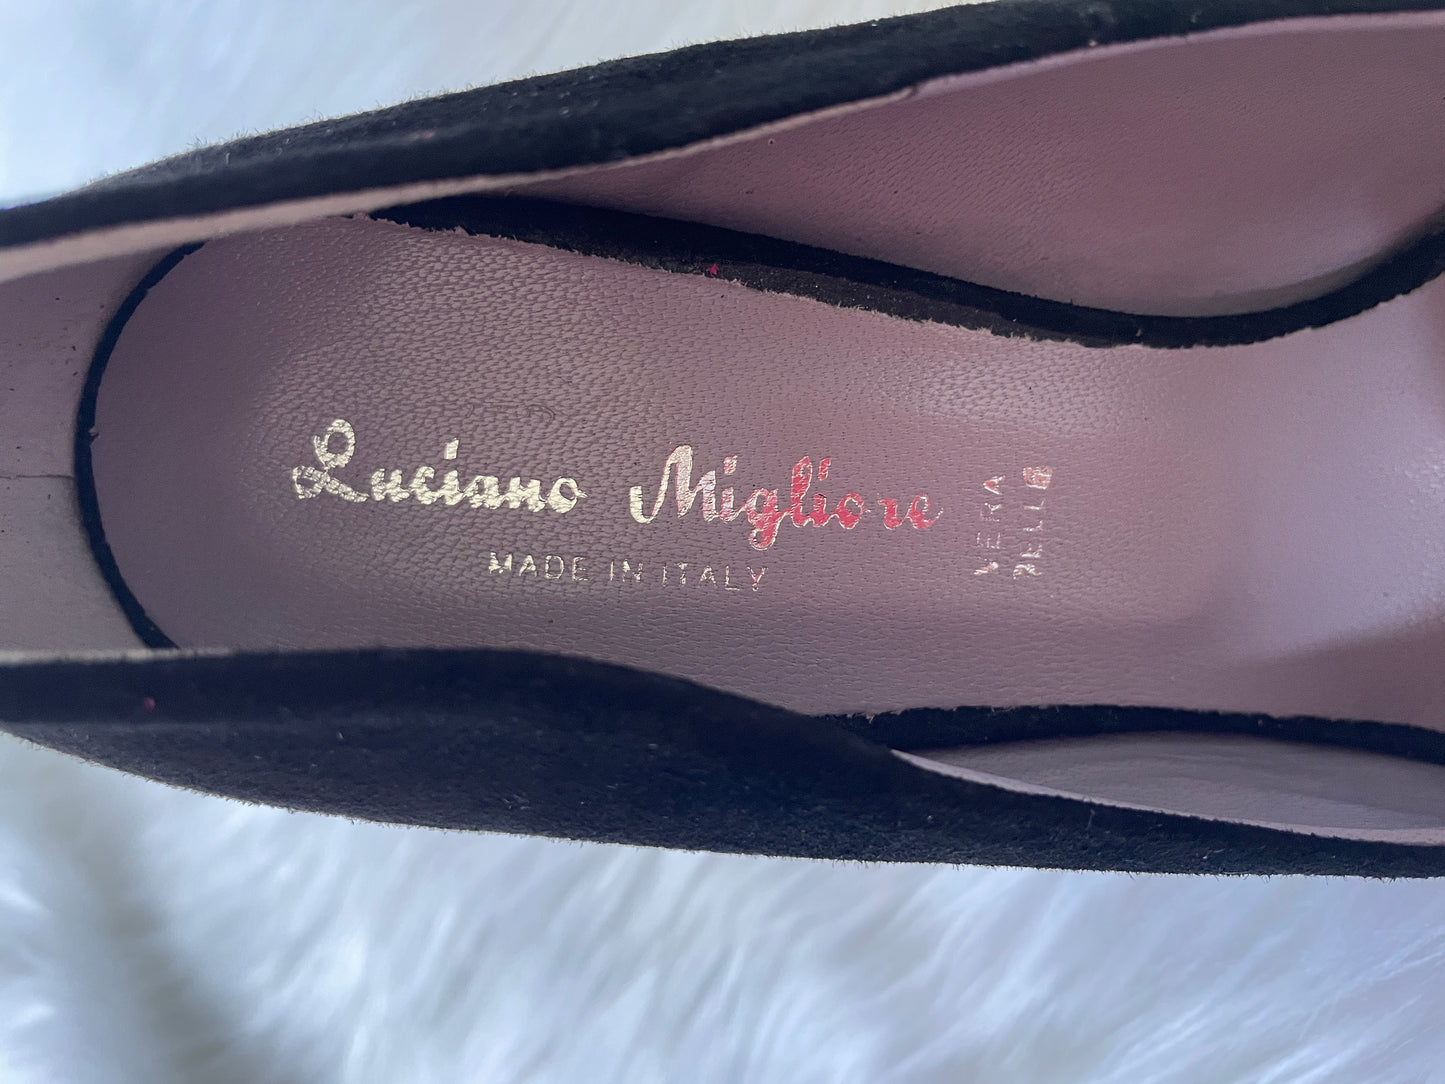 Luciano Migliore
MADE IN ITALY
VERA
PELLE